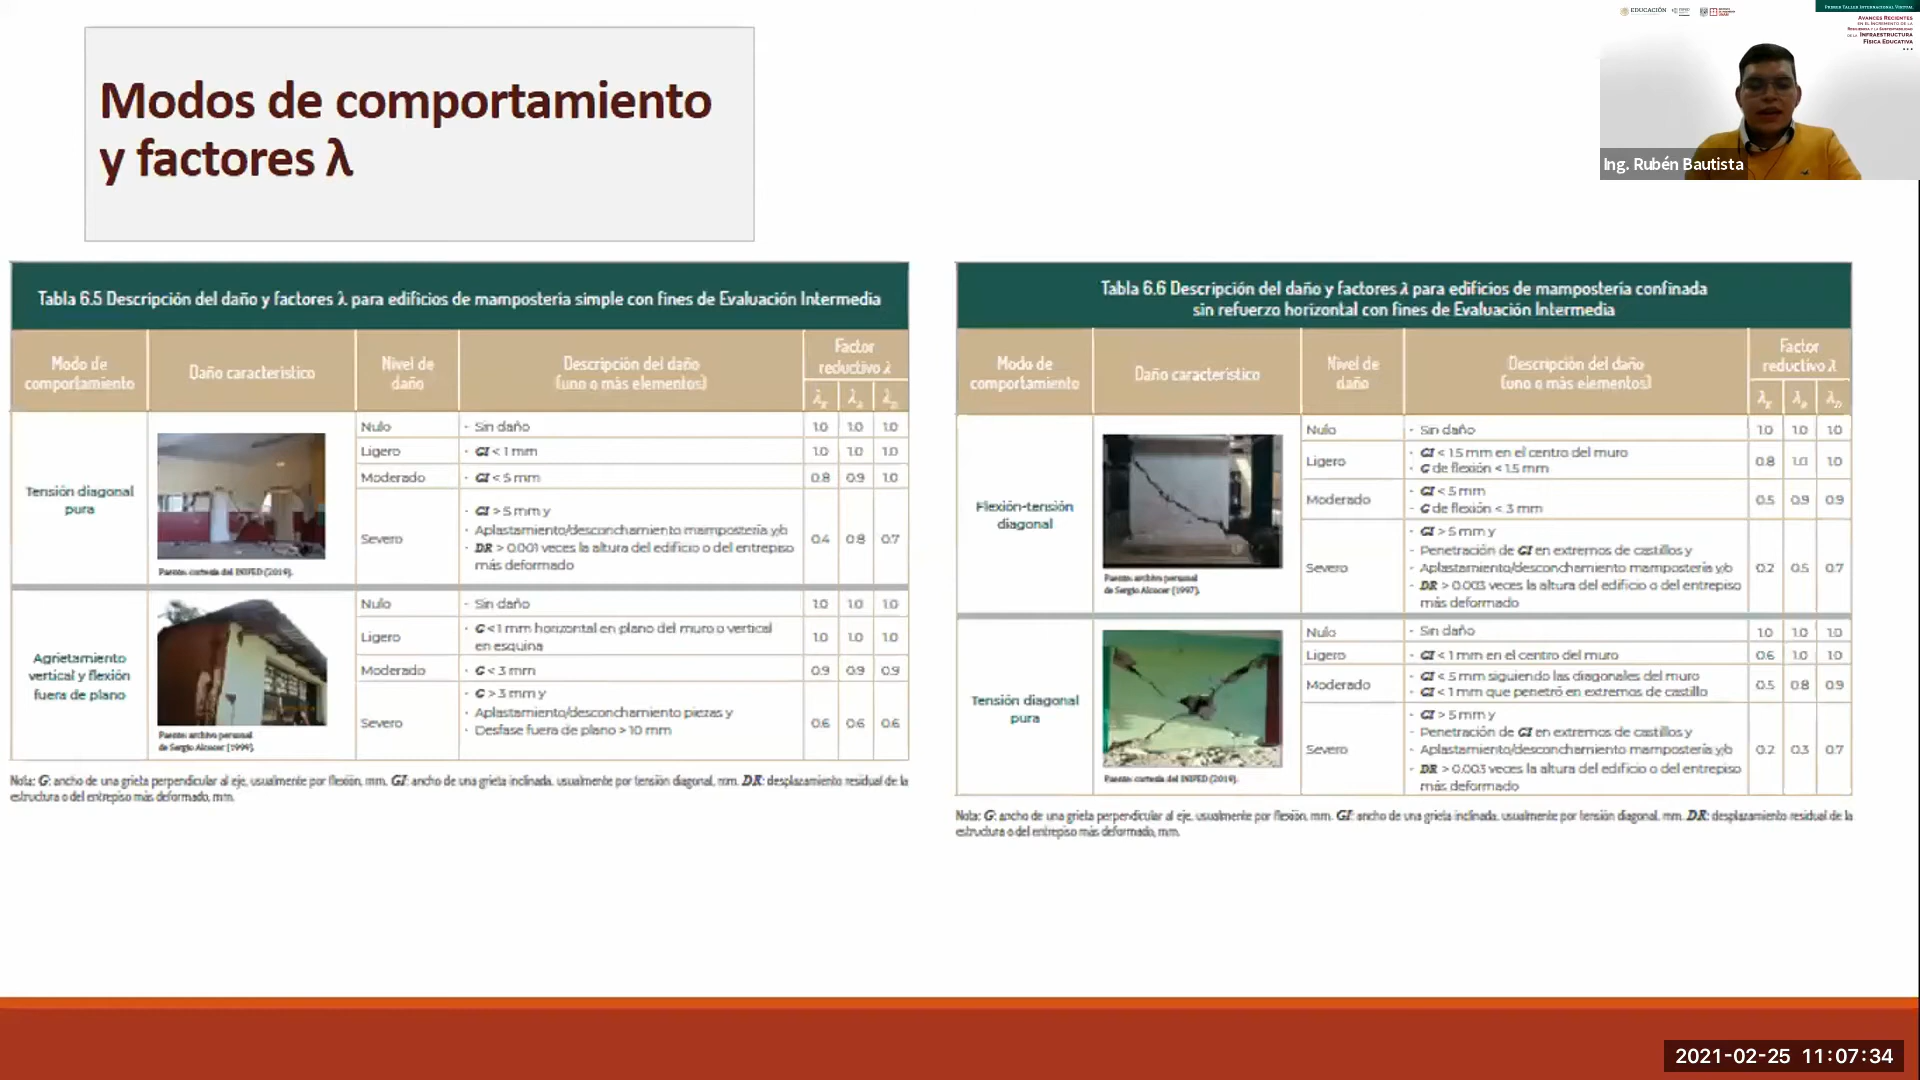 EDUCACIÓN
PRIMER TALLER INTERNACIONAL VIRTUAL
AVANCES RECIENTES
EN EL INCREMENTO DE LA
RESILIENCIA Y LA SUSTENTABILIDAD
DE LA INFRAESTRUCTURA
FÍSICA EDUCATIVA
Ing. Rubén Bautista
Modos de comportamiento
y factores λ
Tabla 6.5 Descripción del daño y factores λ para edificios de mampostería simple con fines de Evaluación Intermedia
Modo de
comportamiento
Daño característico
Nivel de
daño
Descripción del daño
(uno o más elementos)
Factor
reductivo λ
Tensión diagonal
pura
Fuente: cortesía del INIFED (2019).
Nulo - Sin daño 1.0 1.0 1.0
Ligero - GI < 1 mm 1.0 1.0 1.0
Moderado - GI < 5 mm 0.8 0.9 1.0
Severo
- GI > 5 mm y
- Aplastamiento/desconchamiento mampostería y/o
- DR > 0.001 veces la altura del edificio o del entrepiso
más deformado
0.4 0.8 0.7
Agrietamiento
vertical y flexión
fuera de plano
Fuente: archivo personal
de Sergio Alcocer (1999).
Nulo - Sin daño 1.0 1.0 1.0
Ligero
- G < 1 mm horizontal en plano del muro o vertical
en esquina
1.0 1.0 1.0
Moderado - G < 3 mm 0.9 0.9 0.9
Severo
- G > 3 mm y
- Aplastamiento/desconchamiento piezas y
- Desfase fuera de plano > 10 mm
0.6 0.6 0.6
Nota: G: ancho de una grieta perpendicular al eje, usualmente por flexión, mm. GI: ancho de una grieta inclinada, usualmente por tensión diagonal, mm. DR: desplazamiento residual de la
estructura o del entrepiso más deformado, mm.
Tabla 6.6 Descripción del daño y factores λ para edificios de mampostería confinada
sin refuerzo horizontal con fines de Evaluación Intermedia
Modo de
comportamiento
Daño característico
Nivel de
daño
Descripción del daño
(uno o más elementos)
Factor
reductivo λ
Flexión-tensión
diagonal
Fuente: archivo personal
de Sergio Alcocer (1997).
Nulo - Sin daño 1.0 1.0 1.0
Ligero
- GI < 1.5 mm en el centro del muro
- G de flexión < 1.5 mm
0.8 1.0 1.0
Moderado
- GI < 5 mm
- G de flexión < 3 mm
0.5 0.9 0.9
Severo
- GI > 5 mm y
- Penetración de GI en extremos de castillos y
- Aplastamiento/desconchamiento mampostería y/o
- DR > 0.003 veces la altura del edificio o del entrepiso
más deformado
0.2 0.5 0.7
Tensión diagonal
pura
Fuente: cortesía del INIFED (2019).
Nulo - Sin daño 1.0 1.0 1.0
Ligero - GI < 1 mm en el centro del muro 0.6 1.0 1.0
Moderado
- GI < 5 mm siguiendo las diagonales del muro
- GI < 1 mm que penetró en extremos de castillo
0.5 0.8 0.9
Severo
- GI > 5 mm y
- Penetración de GI en extremos de castillos y
- Aplastamiento/desconchamiento mampostería y/o
- DR > 0.003 veces la altura del edificio o del entrepiso
más deformado
0.2 0.3 0.7
Nota: G: ancho de una grieta perpendicular al eje, usualmente por flexión, mm. GI: ancho de una grieta inclinada, usualmente por tensión diagonal, mm. DR: desplazamiento residual de la
estructura o del entrepiso más deformado, mm.
2021-02-25 11:07:34